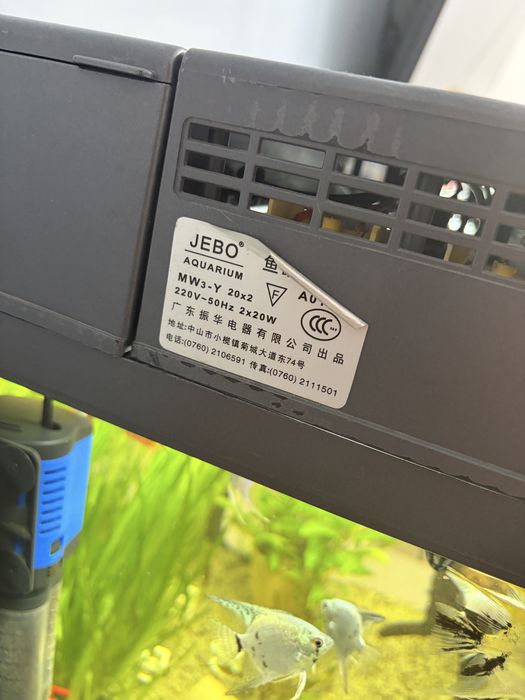 JEBO® 鱼
AQUARIUM
MW3-Y 20x2 F
220V~50Hz 2x20W CCC
广东振华电器有限公司出品
地址:中山市小榄镇菊城大道东74号
电话:(0760) 2106591 传真:(0760) 2111501